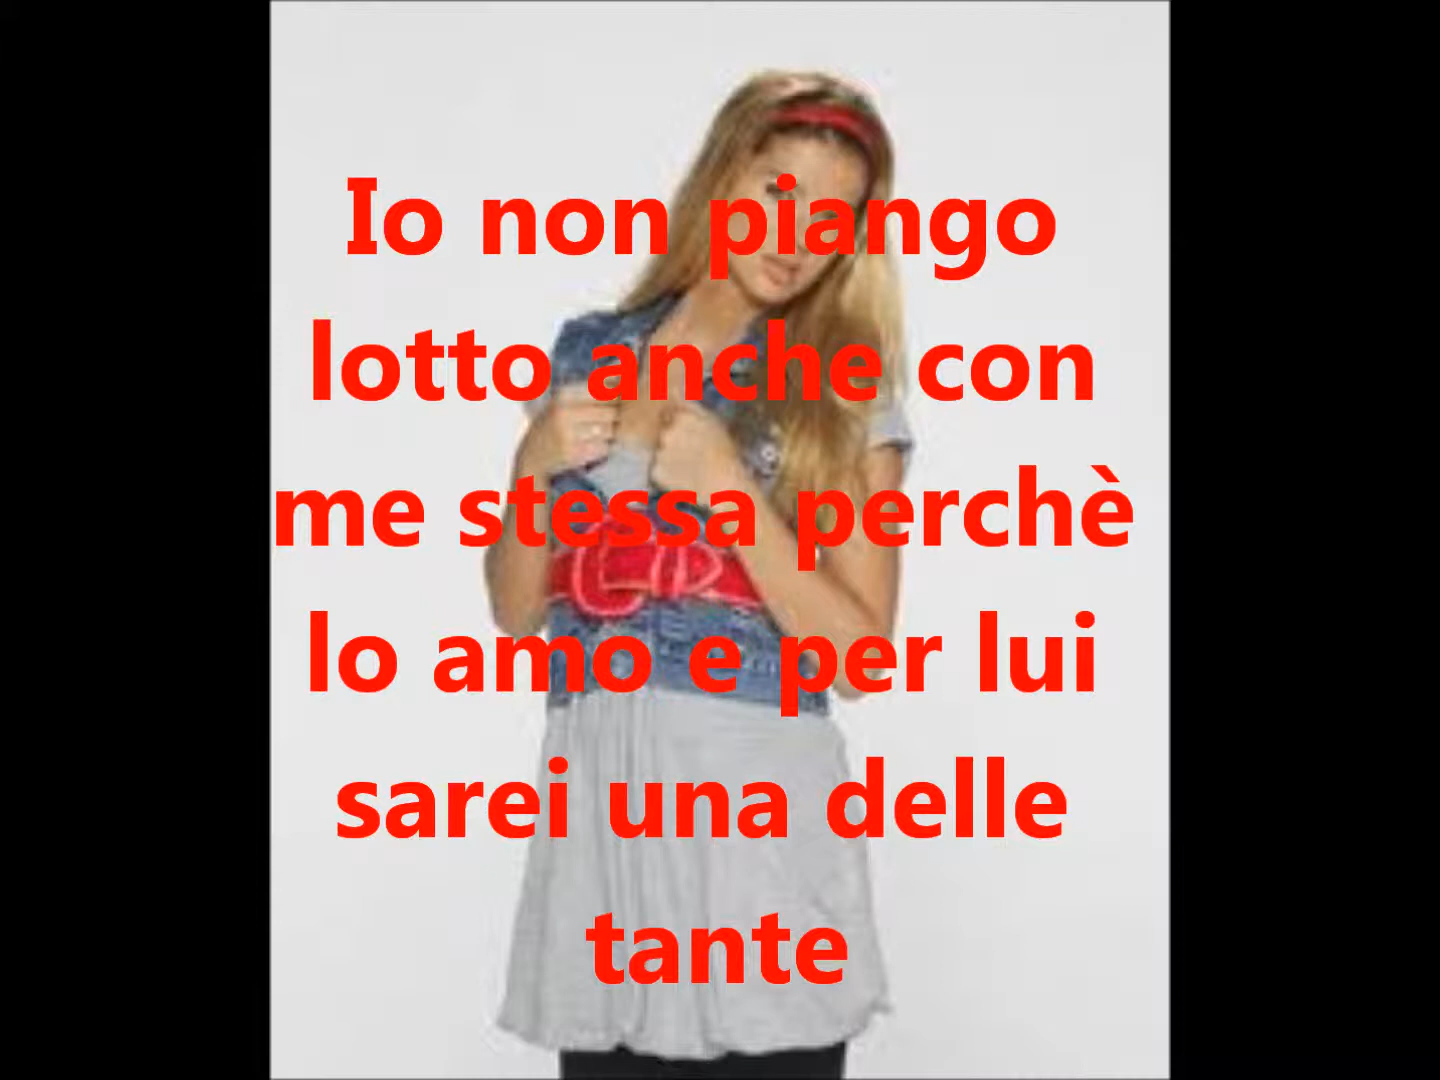 Io non piango
lotto anche con
me stessa perchè
lo amo e per lui
sarei una delle
tante